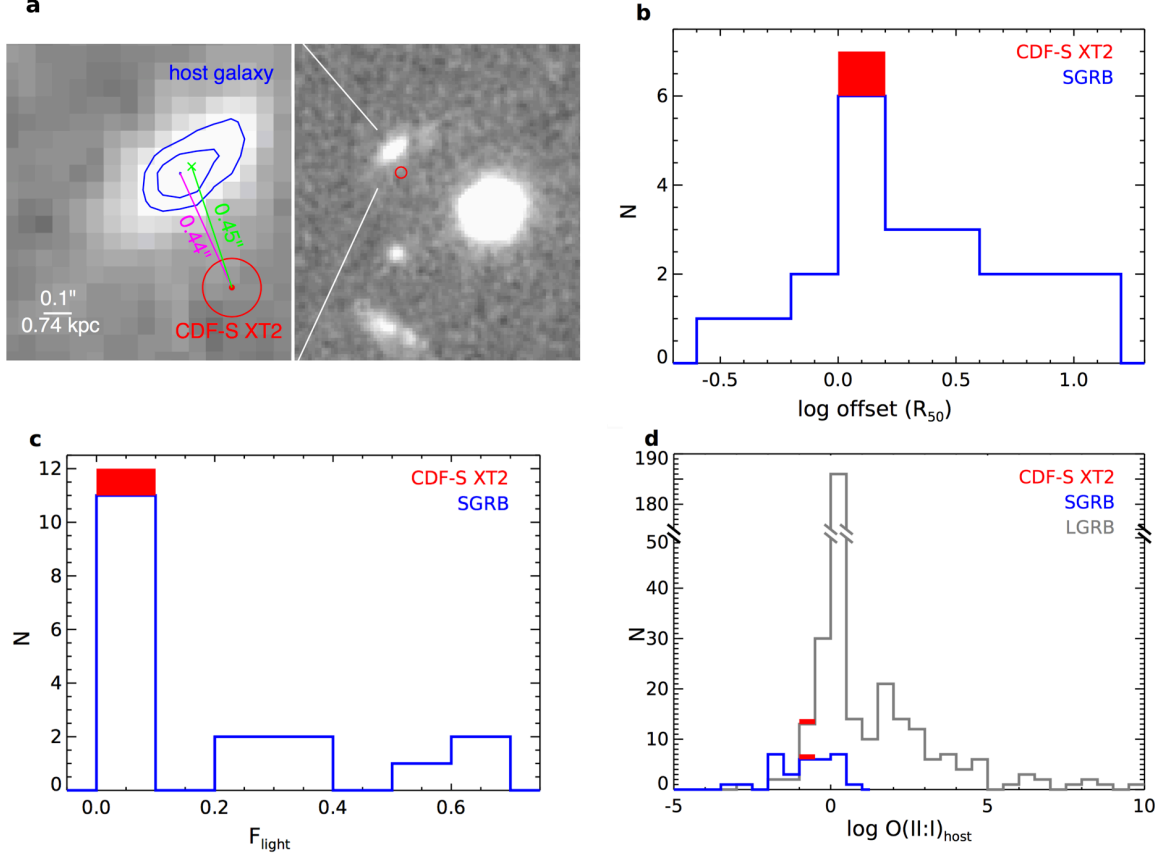 a
host galaxy
0.44"
0.45"
0.1"
0.74 kpc
CDF-S XT2
b
CDF-S XT2
SGRB
6
4
2
0
N
-0.5 0.0 0.5 1.0
log offset (R50)
c
CDF-S XT2
SGRB
12
10
8
6
4
2
0
N
0.0 0.2 0.4 0.6
Flight
d
CDF-S XT2
SGRB
LGRB
190
180
50
40
30
20
10
0
N
-5 0 5 10
log O(II:I)host